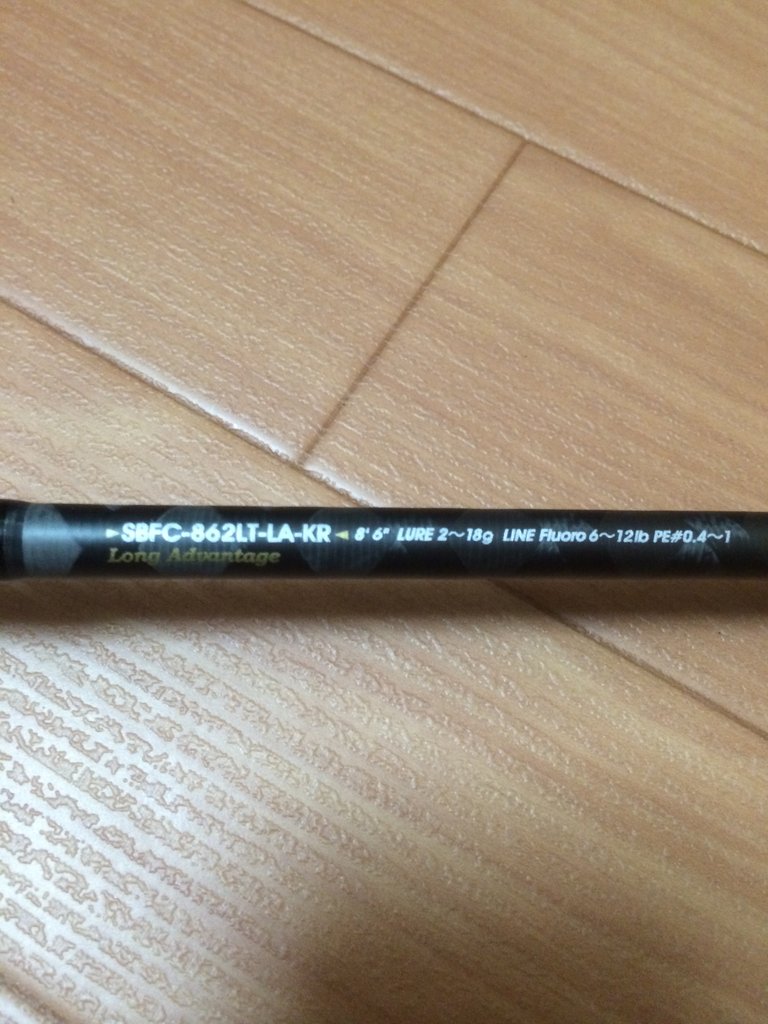 ►SBFC-862LT-LA-KR◄ 8' 6" LURE 2～18g LINE Fluoro 6～12lb PE#0.4～1
Long Advantage